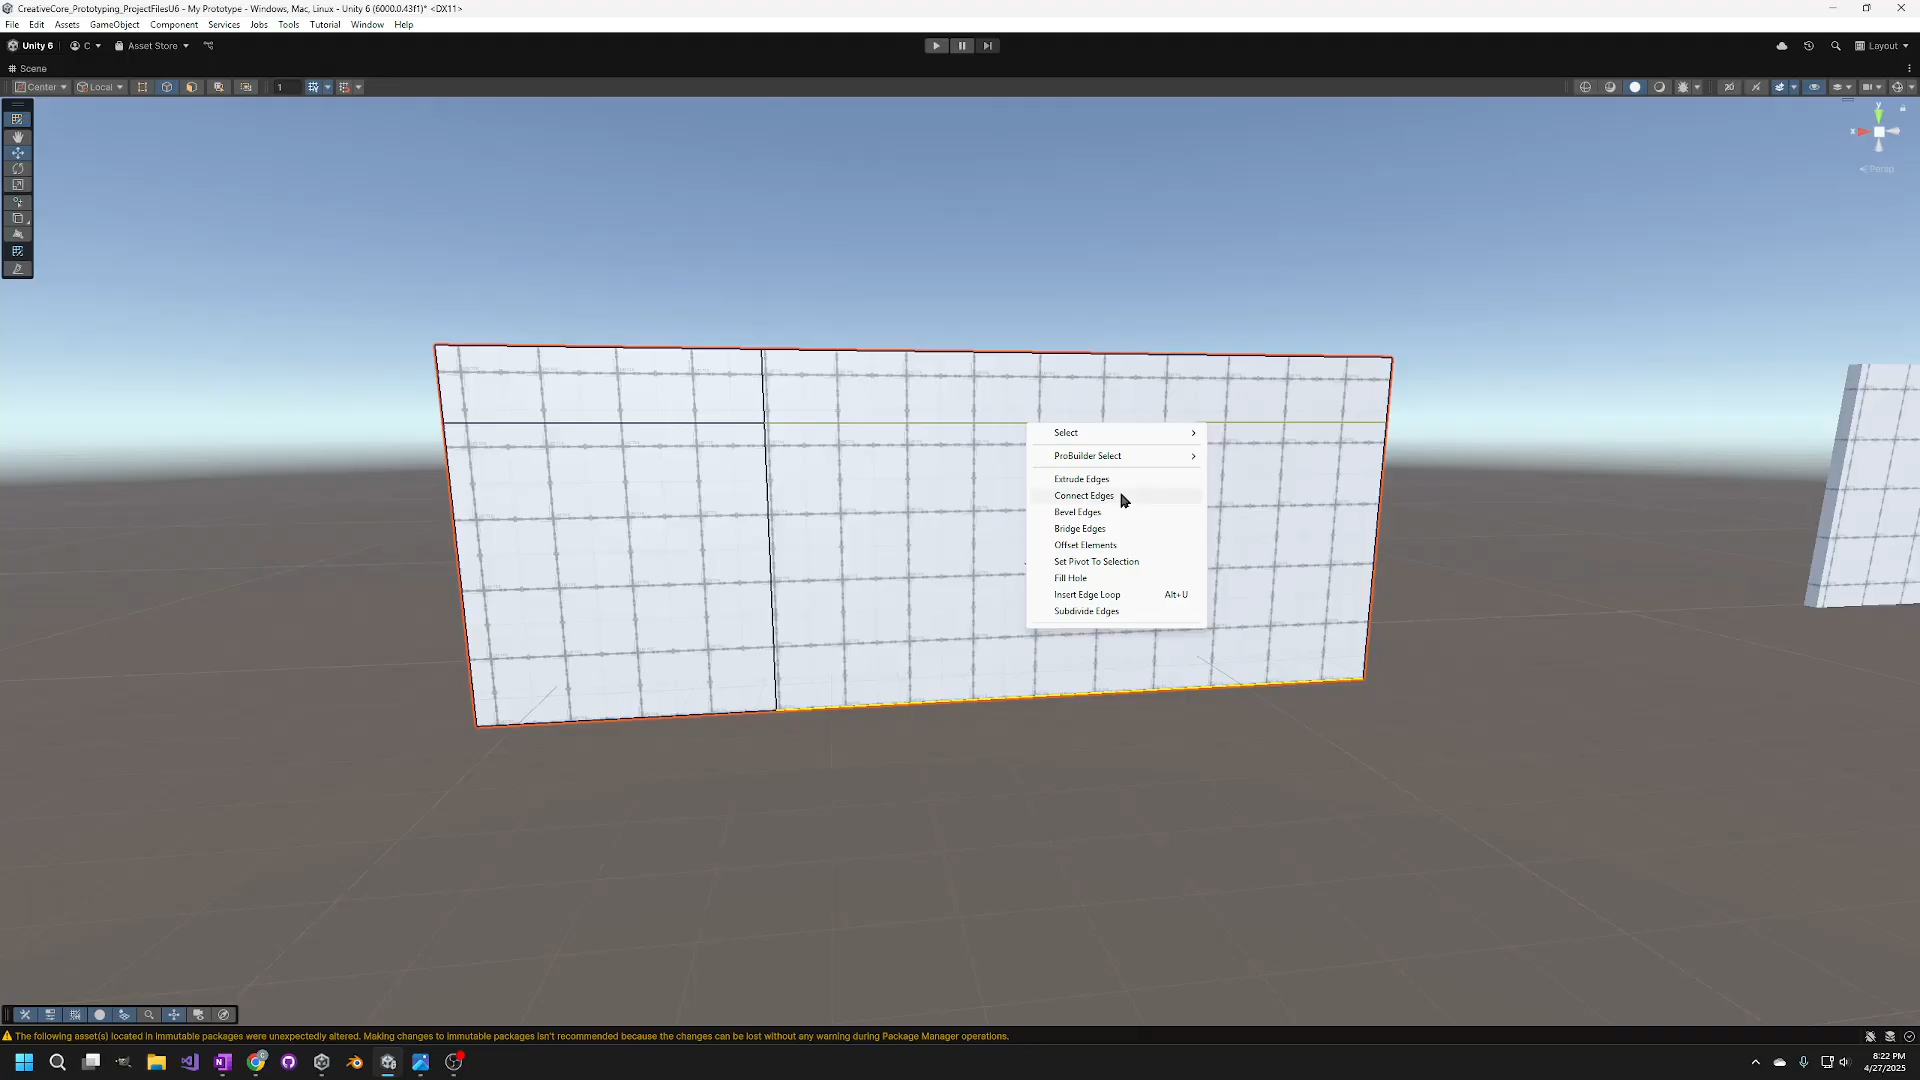 CreativeCore_Prototyping_ProjectFilesU6 - My Prototype - Windows, Mac, Linux - Unity 6 (6000.0.43f1)* <DX11>
File Edit Assets GameObject Component Services Jobs Tools Tutorial Window Help
Unity 6 C Asset Store Layout
Scene
Center Local 1
y
x
Persp
Select
ProBuilder Select
Extrude Edges
Connect Edges
Bevel Edges
Bridge Edges
Offset Elements
Set Pivot To Selection
Fill Hole
Insert Edge Loop Alt+U
Subdivide Edges
The following asset(s) located in immutable packages were unexpectedly altered. Making changes to immutable packages isn't recommended because the changes can be lost without any warning during Package Manager operations.
8:22 PM
4/27/2025